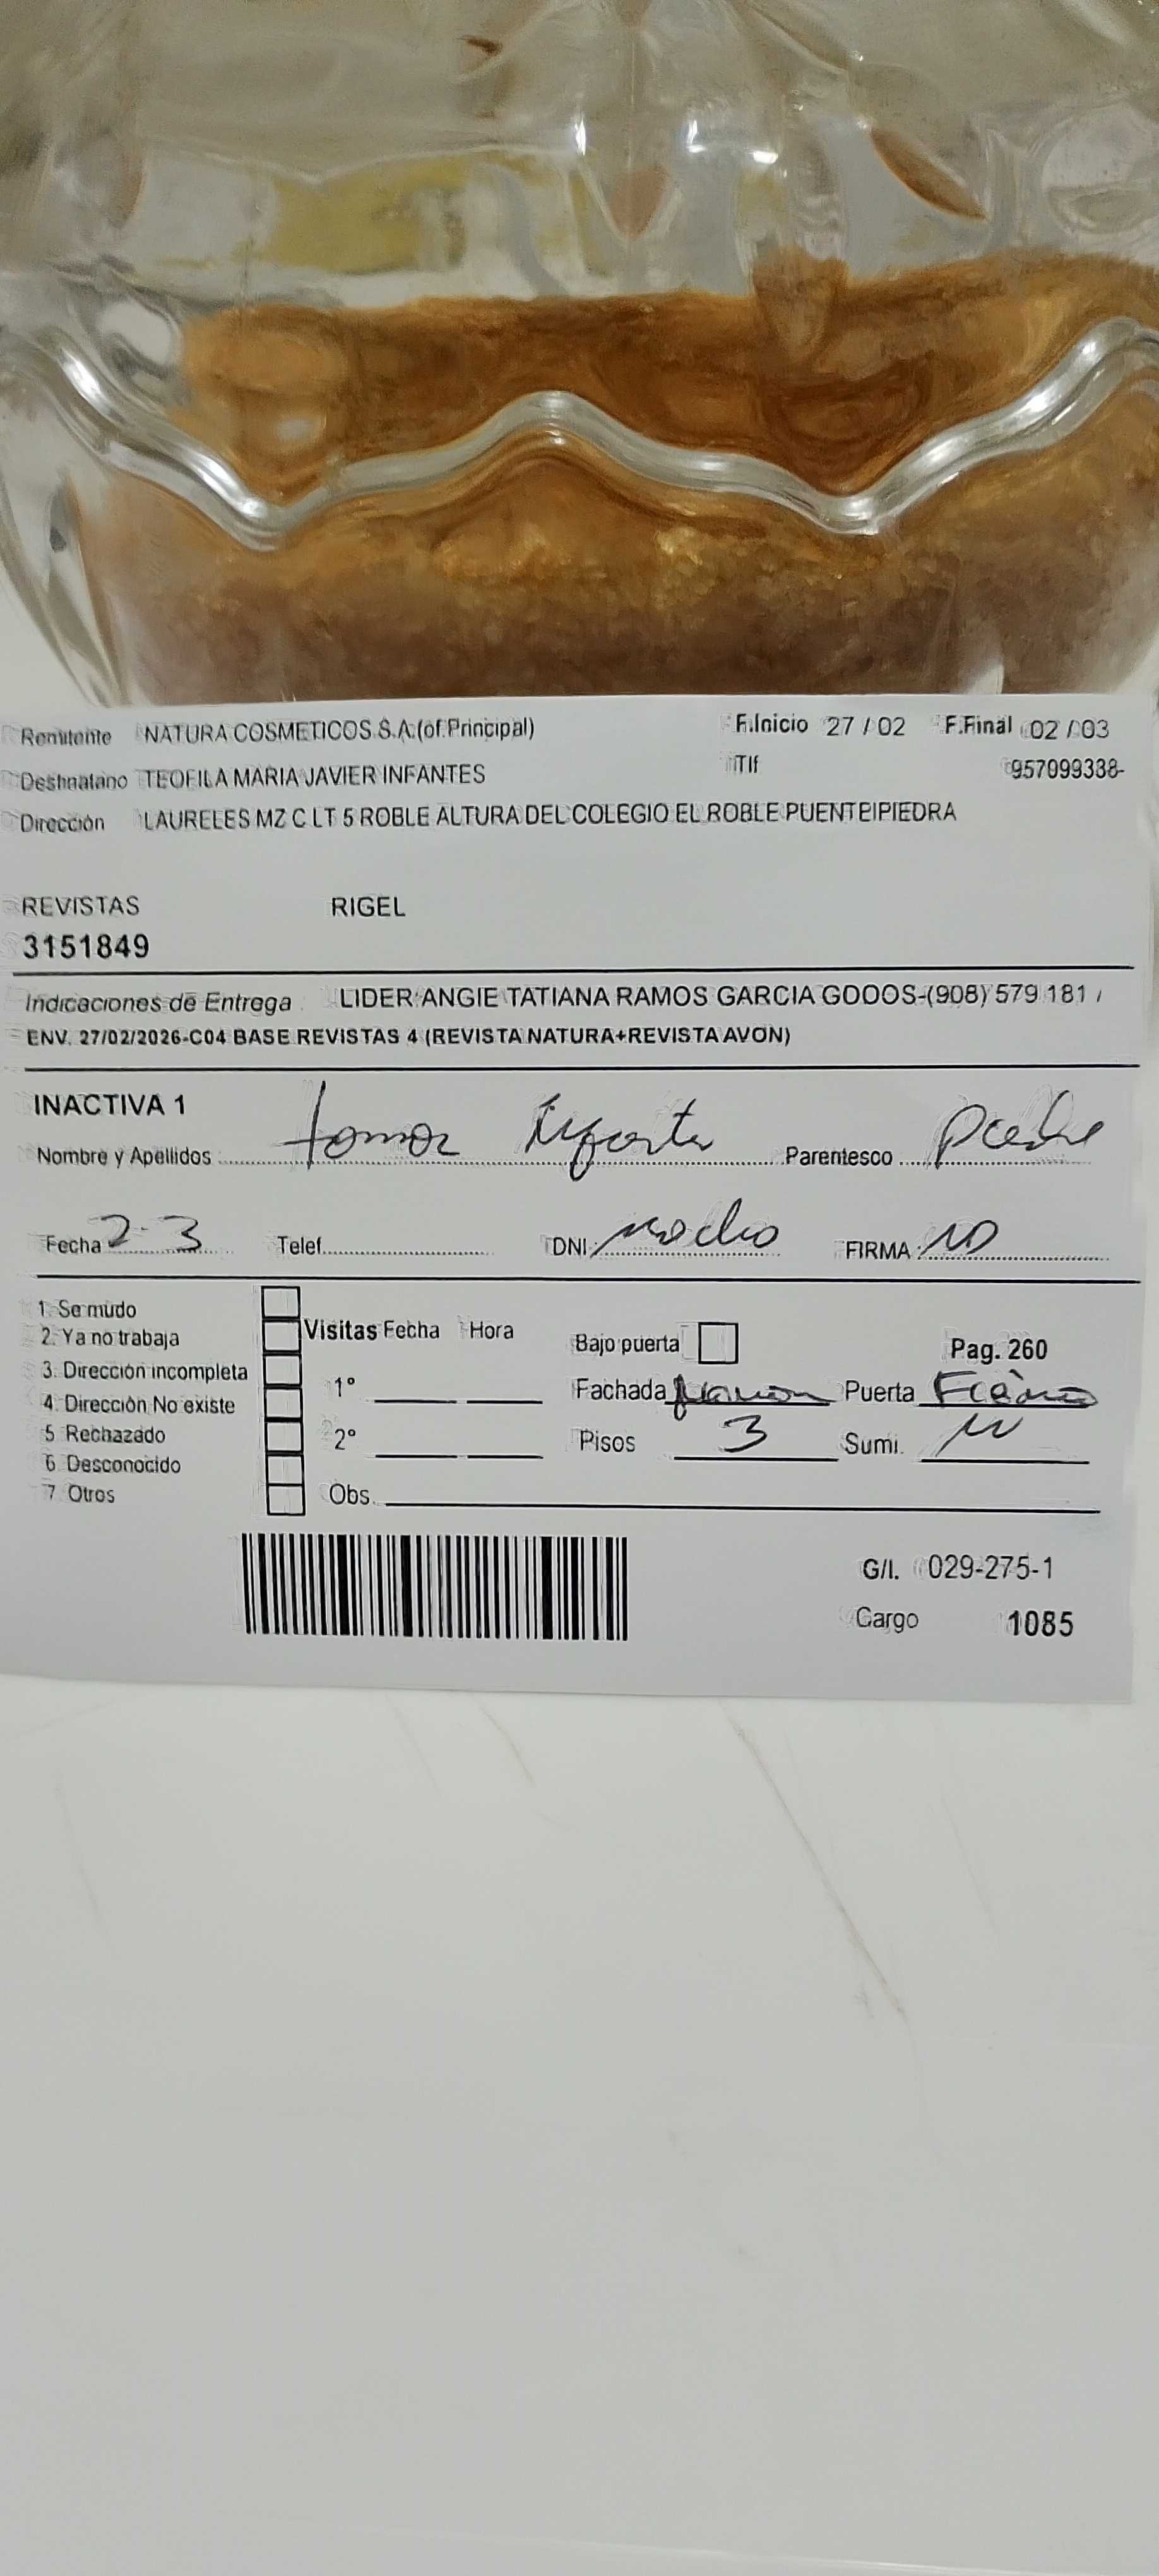 Remitente NATURA COSMETICOS S.A.(of.Principal) F.Inicio 27 / 02 F.Final 02 / 03
Destinatario TEOFILA MARIA JAVIER INFANTES Tlf 957099338-
Dirección LAURELES MZ C LT 5 ROBLE ALTURA DEL COLEGIO EL ROBLE PUENTE PIEDRA
REVISTAS RIGEL
3151849
Indicaciones de Entrega LIDER:ANGIE TATIANA RAMOS GARCIA GODOS-(908) 579 181 /
ENV. 27/02/2026-C04 BASE REVISTAS 4 (REVISTA NATURA+REVISTA AVON)
INACTIVA 1
Nombre y Apellidos Parentesco Padre
Fecha 2-3 Telef. DNI: FIRMA:
1. Se mudo
2. Ya no trabaja Visitas Fecha Hora Bajo puerta Pag. 260
3. Dirección incompleta 1° Fachada Puerta
4. Dirección No existe
5 Rechazado 2° Pisos 3 Sumi.
6 Desconocido
7 Otros Obs.
G/I. 029-275-1
Cargo 1085